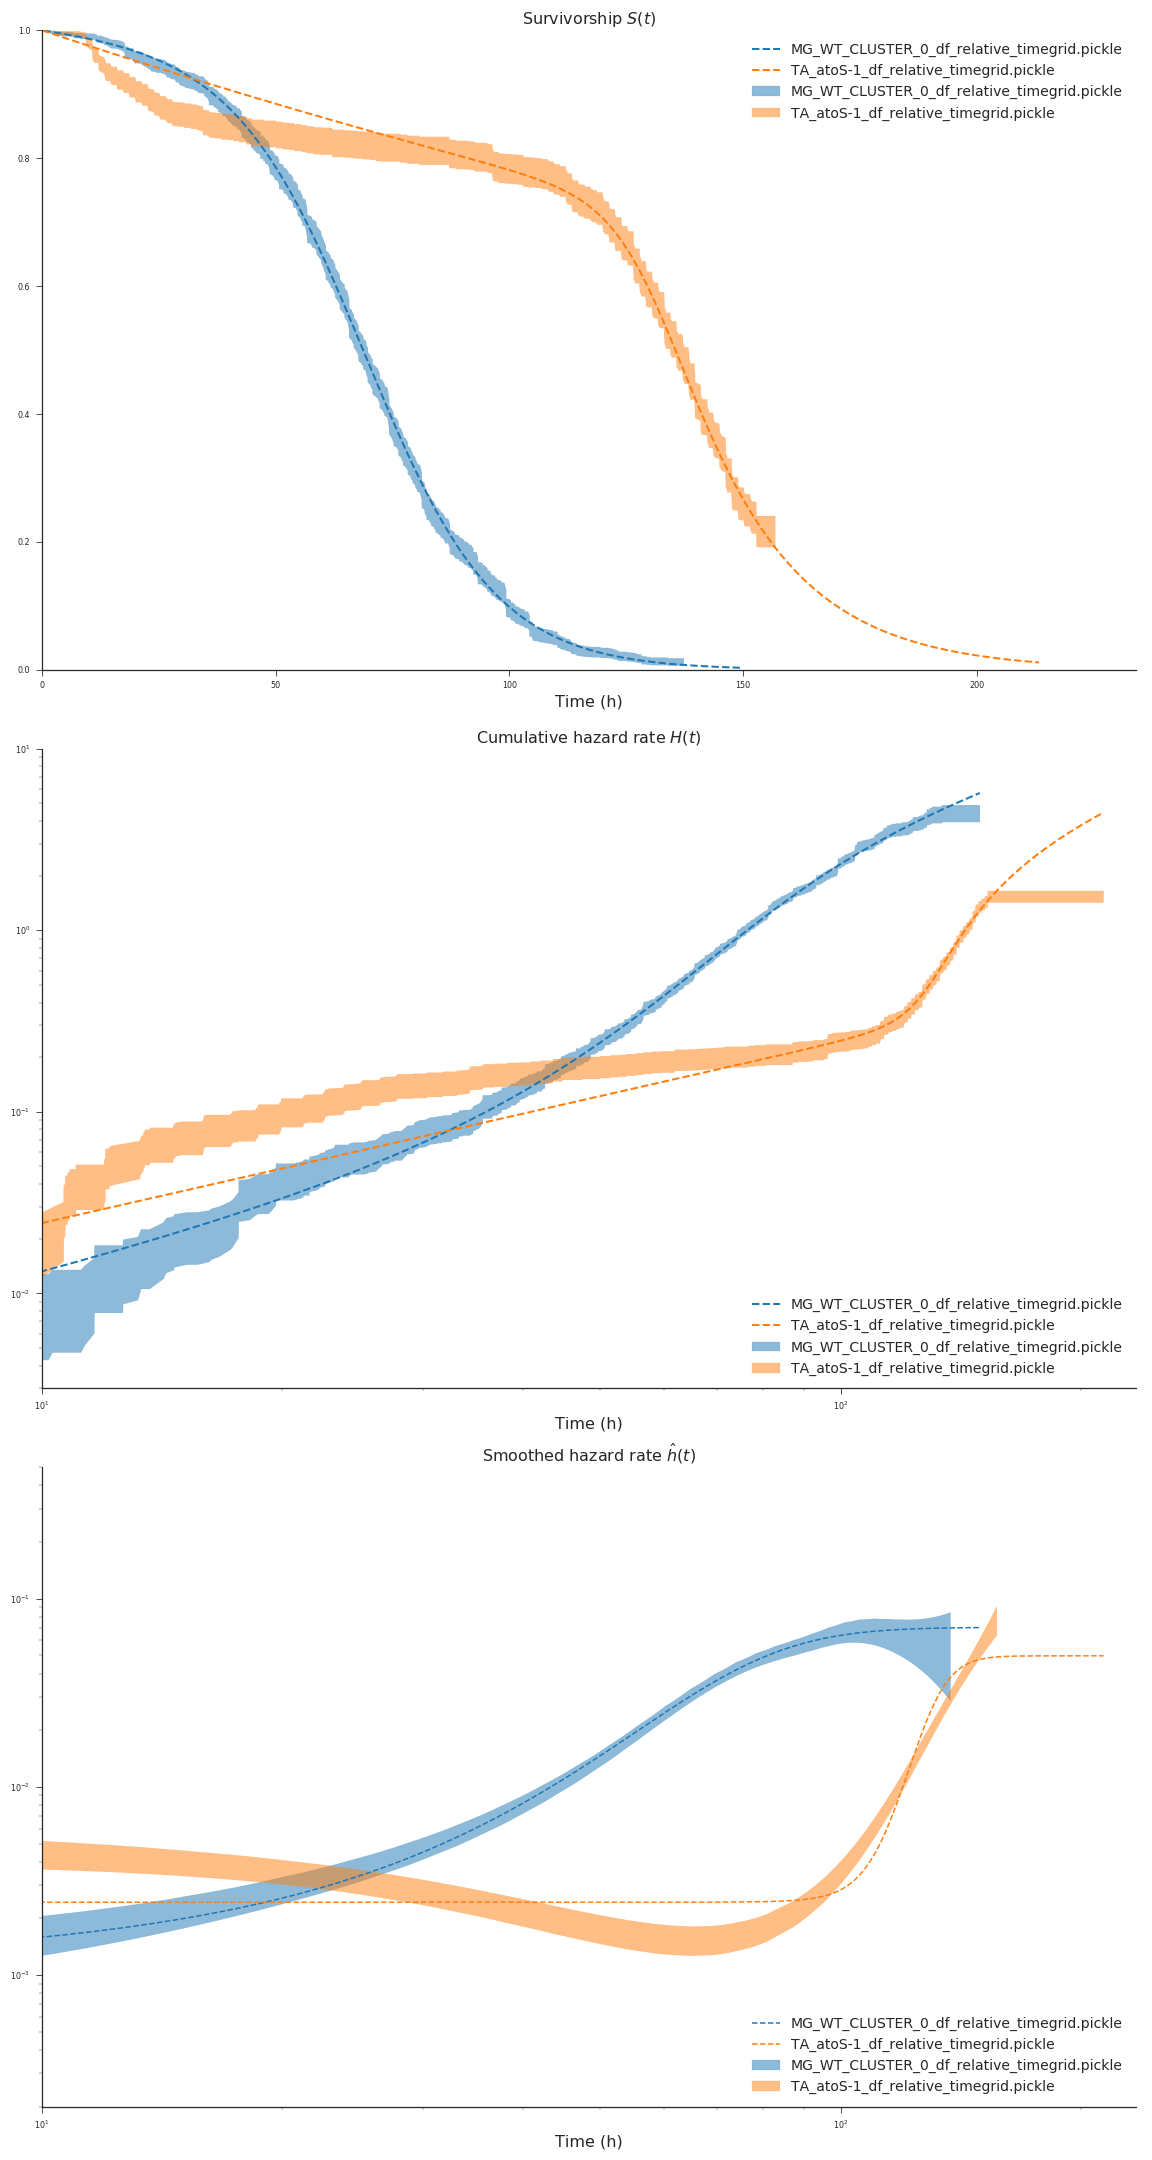 Survivorship S(t)
1.0
0.8
0.6
0.4
0.2
0.0
MG_WT_CLUSTER_0_df_relative_timegrid.pickle
TA_atoS-1_df_relative_timegrid.pickle
MG_WT_CLUSTER_0_df_relative_timegrid.pickle
TA_atoS-1_df_relative_timegrid.pickle
0 50 100 150 200
Time (h)
Cumulative hazard rate H(t)
10¹
10⁰
10⁻¹
10⁻²
MG_WT_CLUSTER_0_df_relative_timegrid.pickle
TA_atoS-1_df_relative_timegrid.pickle
MG_WT_CLUSTER_0_df_relative_timegrid.pickle
TA_atoS-1_df_relative_timegrid.pickle
10¹ 10²
Time (h)
Smoothed hazard rate ĥ(t)
10⁻¹
10⁻²
10⁻³
MG_WT_CLUSTER_0_df_relative_timegrid.pickle
TA_atoS-1_df_relative_timegrid.pickle
MG_WT_CLUSTER_0_df_relative_timegrid.pickle
TA_atoS-1_df_relative_timegrid.pickle
10¹ 10²
Time (h)